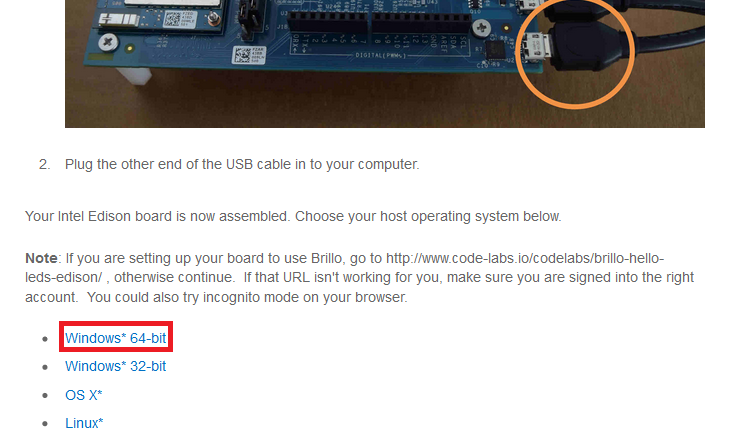 DIGITAL(PWM~)
2. Plug the other end of the USB cable in to your computer.
Your Intel Edison board is now assembled. Choose your host operating system below.
Note: If you are setting up your board to use Brillo, go to http://www.code-labs.io/codelabs/brillo-hello-
leds-edison/ , otherwise continue.  If that URL isn't working for you, make sure you are signed into the right
account.  You could also try incognito mode on your browser.
• Windows* 64-bit
• Windows* 32-bit
• OS X*
• Linux*